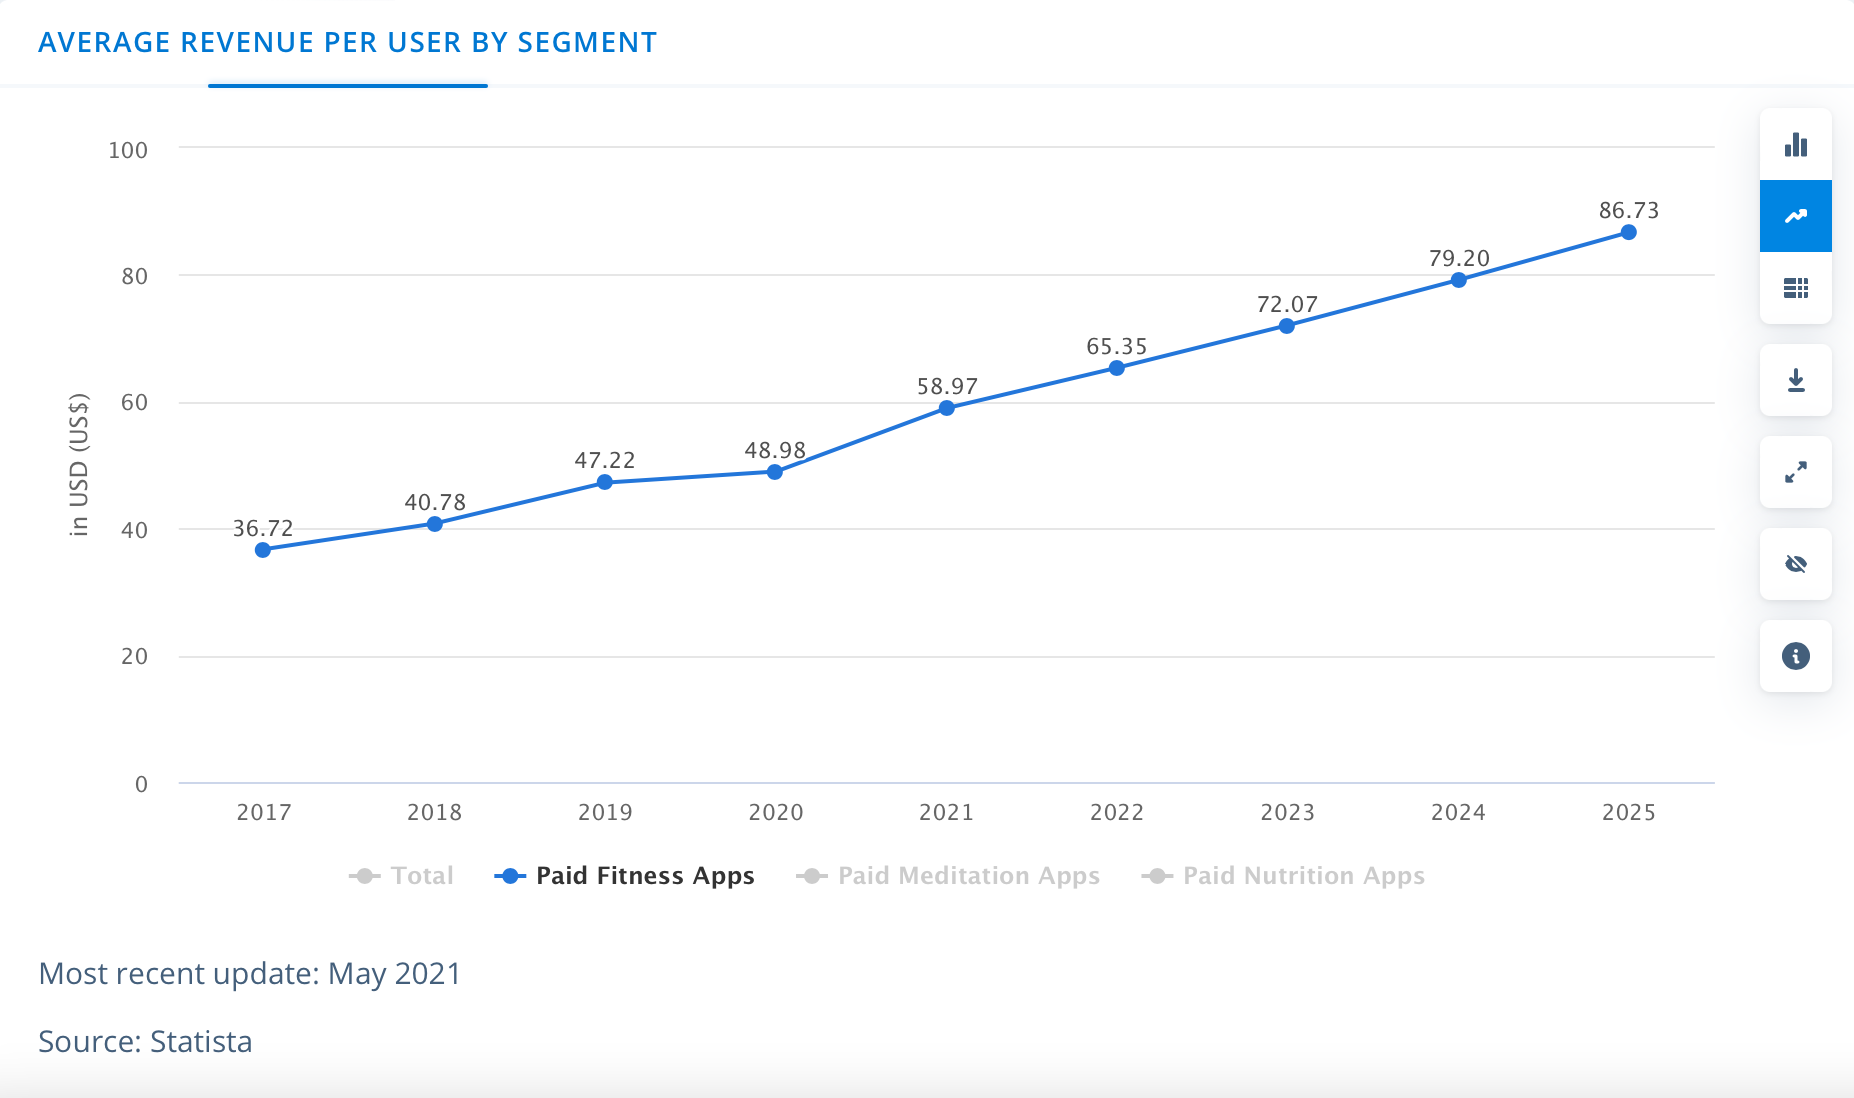 AVERAGE REVENUE PER USER BY SEGMENT
100
80
60
40
20
0
in USD (US$)
36.72
40.78
47.22
48.98
58.97
65.35
72.07
79.20
86.73
2017 2018 2019 2020 2021 2022 2023 2024 2025
Total Paid Fitness Apps Paid Meditation Apps Paid Nutrition Apps
Most recent update: May 2021
Source: Statista